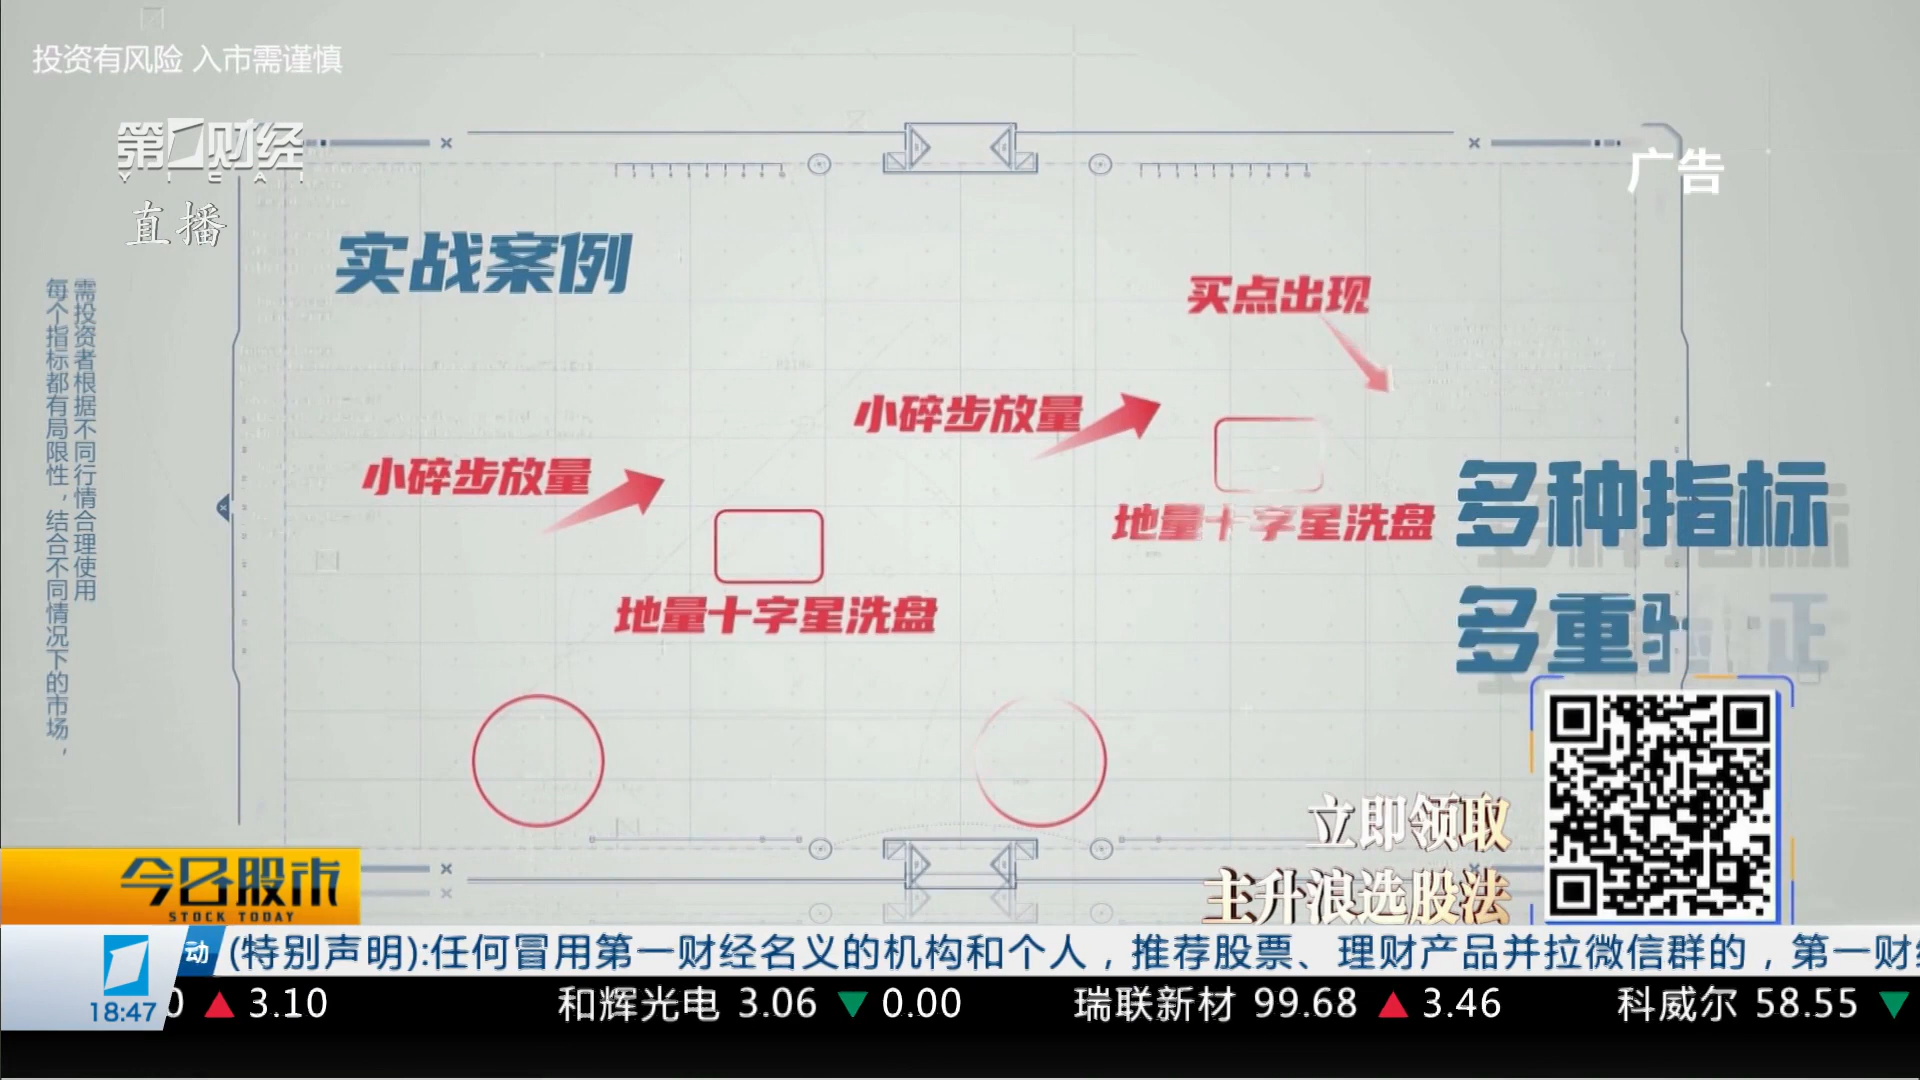 投资有风险 入市需谨慎
第1财经
YICAI
直播
广告
需投资者根据不同行情合理使用
每个指标都有局限性，结合不同情况下的市场，
实战案例
买点出现
小碎步放量
小碎步放量
地量十字星洗盘
地量十字星洗盘
多种指标
多重验证
立即领取
主升浪选股法
今日股市
STOCK TODAY
动 (特别声明):任何冒用第一财经名义的机构和个人，推荐股票、理财产品并拉微信群的，第一财
18:47
0 ▲ 3.10 和辉光电 3.06 ▼ 0.00 瑞联新材 99.68 ▲ 3.46 科威尔 58.55 ▼